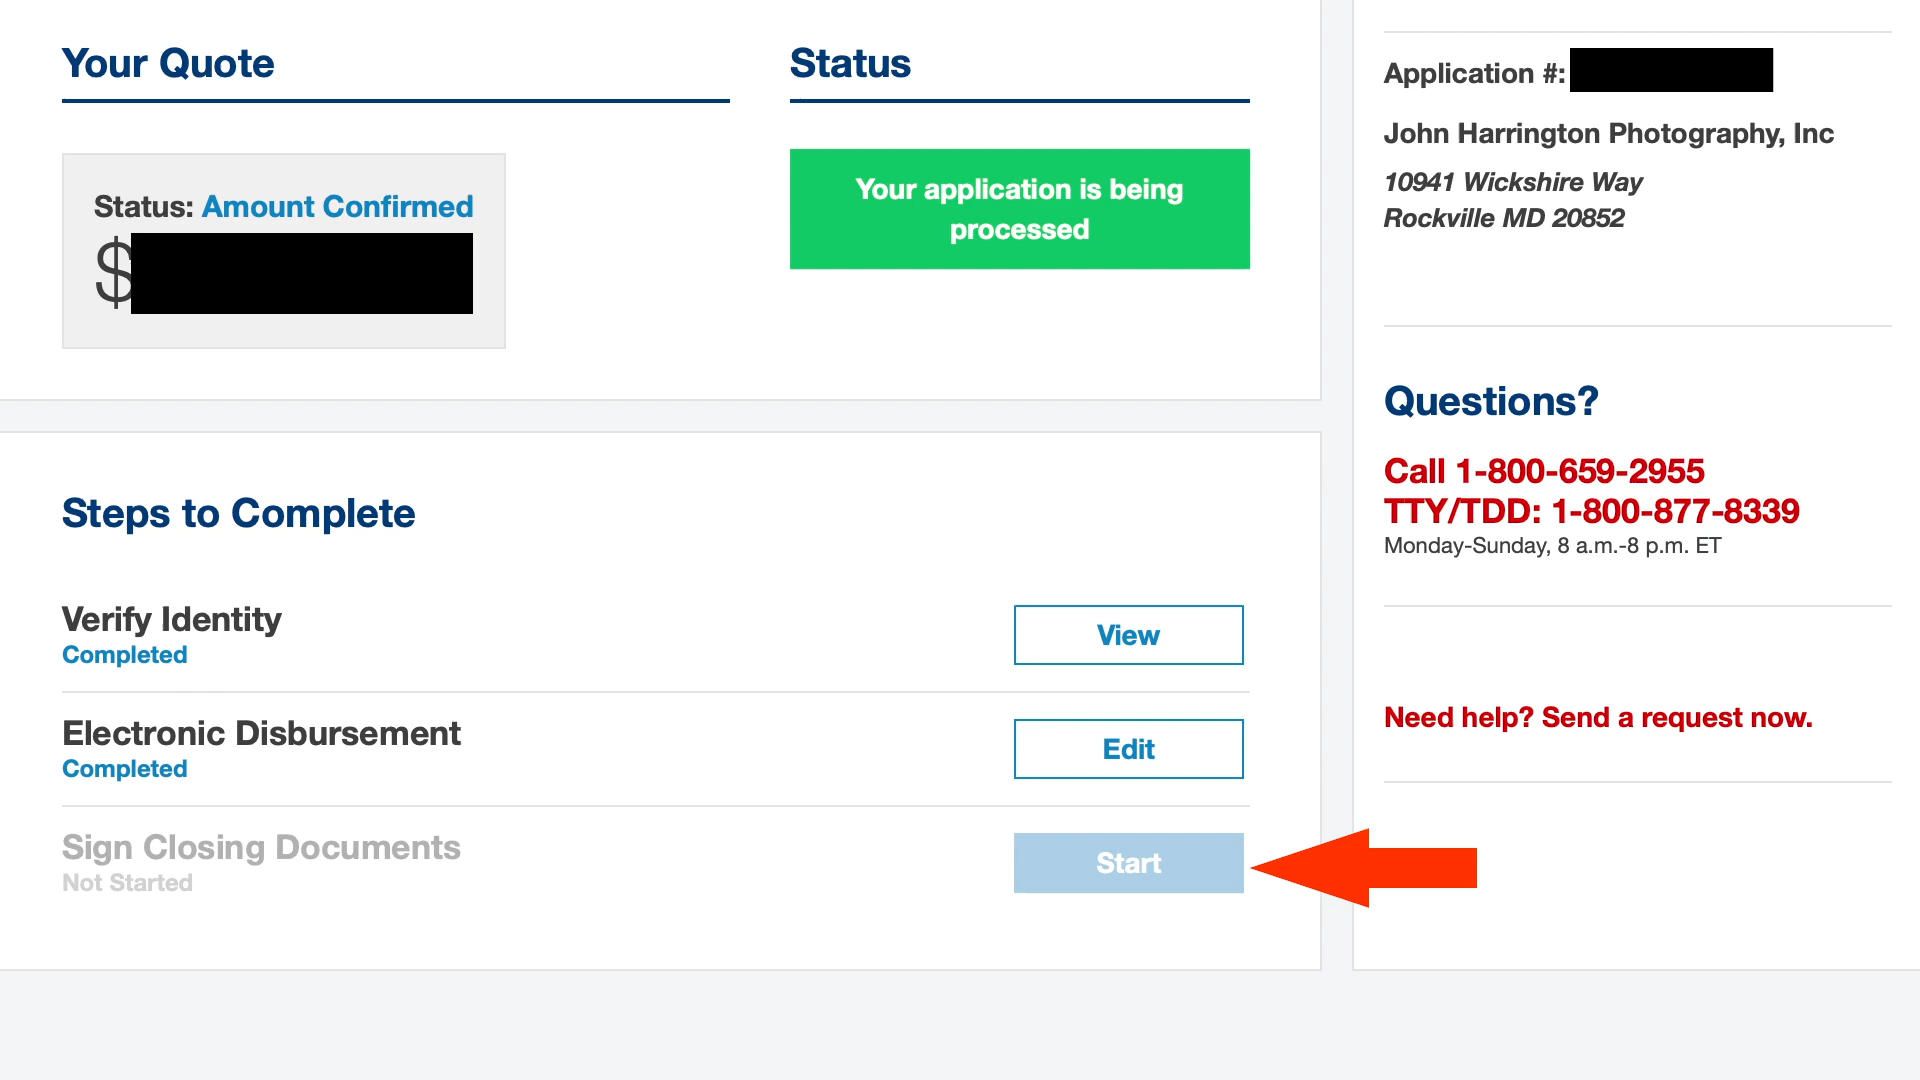 Your Quote
Status: Amount Confirmed
$
Status
Your application is being
processed
Steps to Complete
Verify Identity
Completed
View
Electronic Disbursement
Completed
Edit
Sign Closing Documents
Not Started
Start
Application #:
John Harrington Photography, Inc
10941 Wickshire Way
Rockville MD 20852
Questions?
Call 1-800-659-2955
TTY/TDD: 1-800-877-8339
Monday-Sunday, 8 a.m.-8 p.m. ET
Need help? Send a request now.